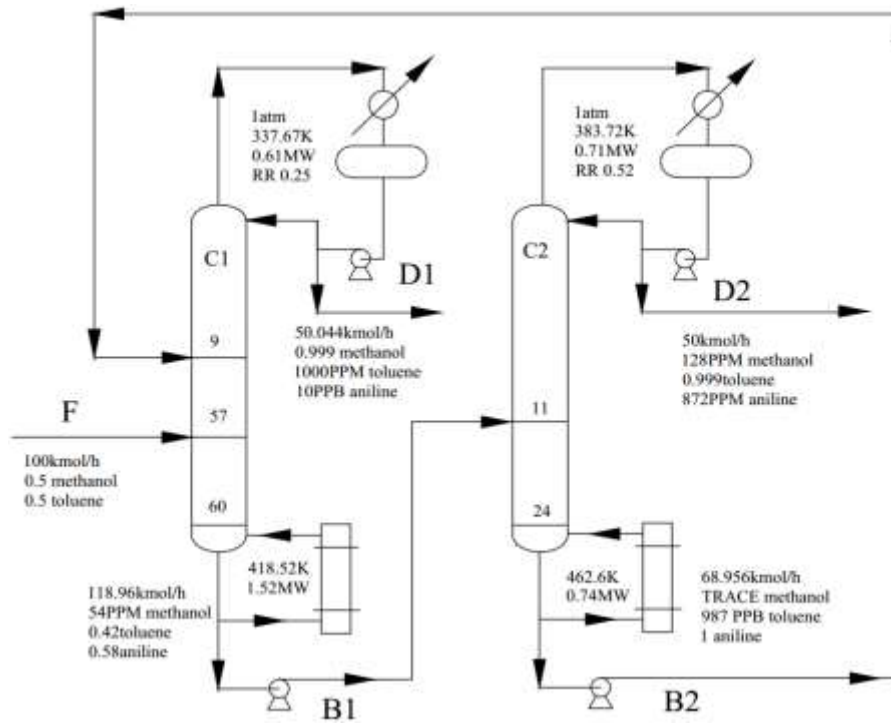 1atm
337.67K
0.61MW
RR 0.25
1atm
383.72K
0.71MW
RR 0.52
C1
C2
D1
D2
50.044kmol/h
0.999 methanol
1000PPM toluene
10PPB aniline
50kmol/h
128PPM methanol
0.999toluene
872PPM aniline
9
F
57
11
100kmol/h
0.5 methanol
0.5 toluene
60
24
418.52K
1.52MW
462.6K
0.74MW
118.96kmol/h
54PPM methanol
0.42toluene
0.58aniline
68.956kmol/h
TRACE methanol
987 PPB toluene
1 aniline
B1
B2